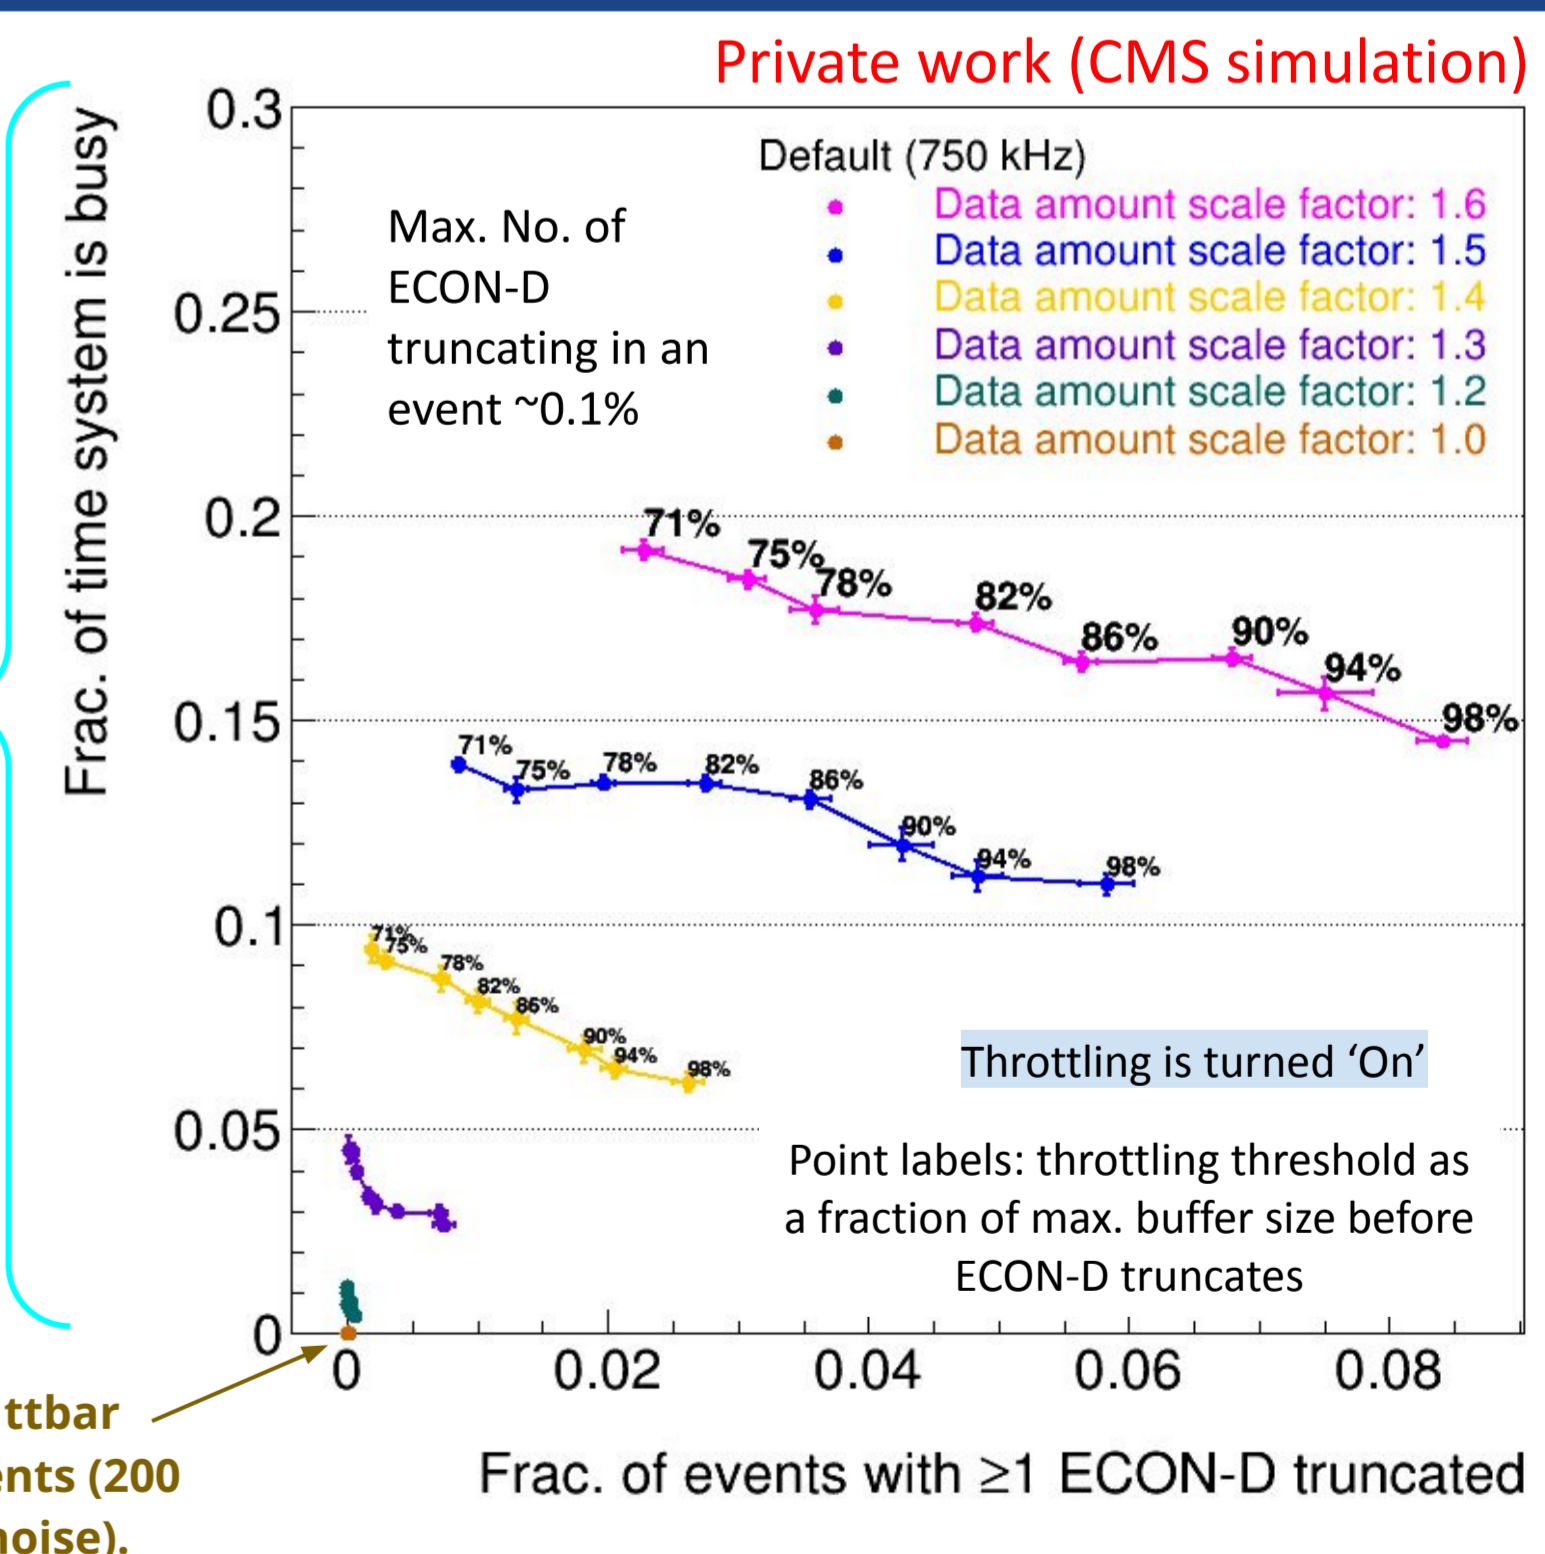 Private work (CMS simulation)
Frac. of time system is busy
0.3
0.25
0.2
0.15
0.1
0.05
0
Default (750 kHz)
Data amount scale factor: 1.6
Data amount scale factor: 1.5
Data amount scale factor: 1.4
Data amount scale factor: 1.3
Data amount scale factor: 1.2
Data amount scale factor: 1.0
Max. No. of
ECON-D
truncating in an
event ~0.1%
71%
75%
78%
82%
86%
90%
94%
98%
71%
75%
78%
82%
86%
90%
94%
98%
71%
75%
78%
82%
86%
90%
94%
98%
Throttling is turned ‘On’
Point labels: throttling threshold as
a fraction of max. buffer size before
ECON-D truncates
0
0.02
0.04
0.06
0.08
Frac. of events with ≥1 ECON-D truncated
ttbar
ents (200
noise).